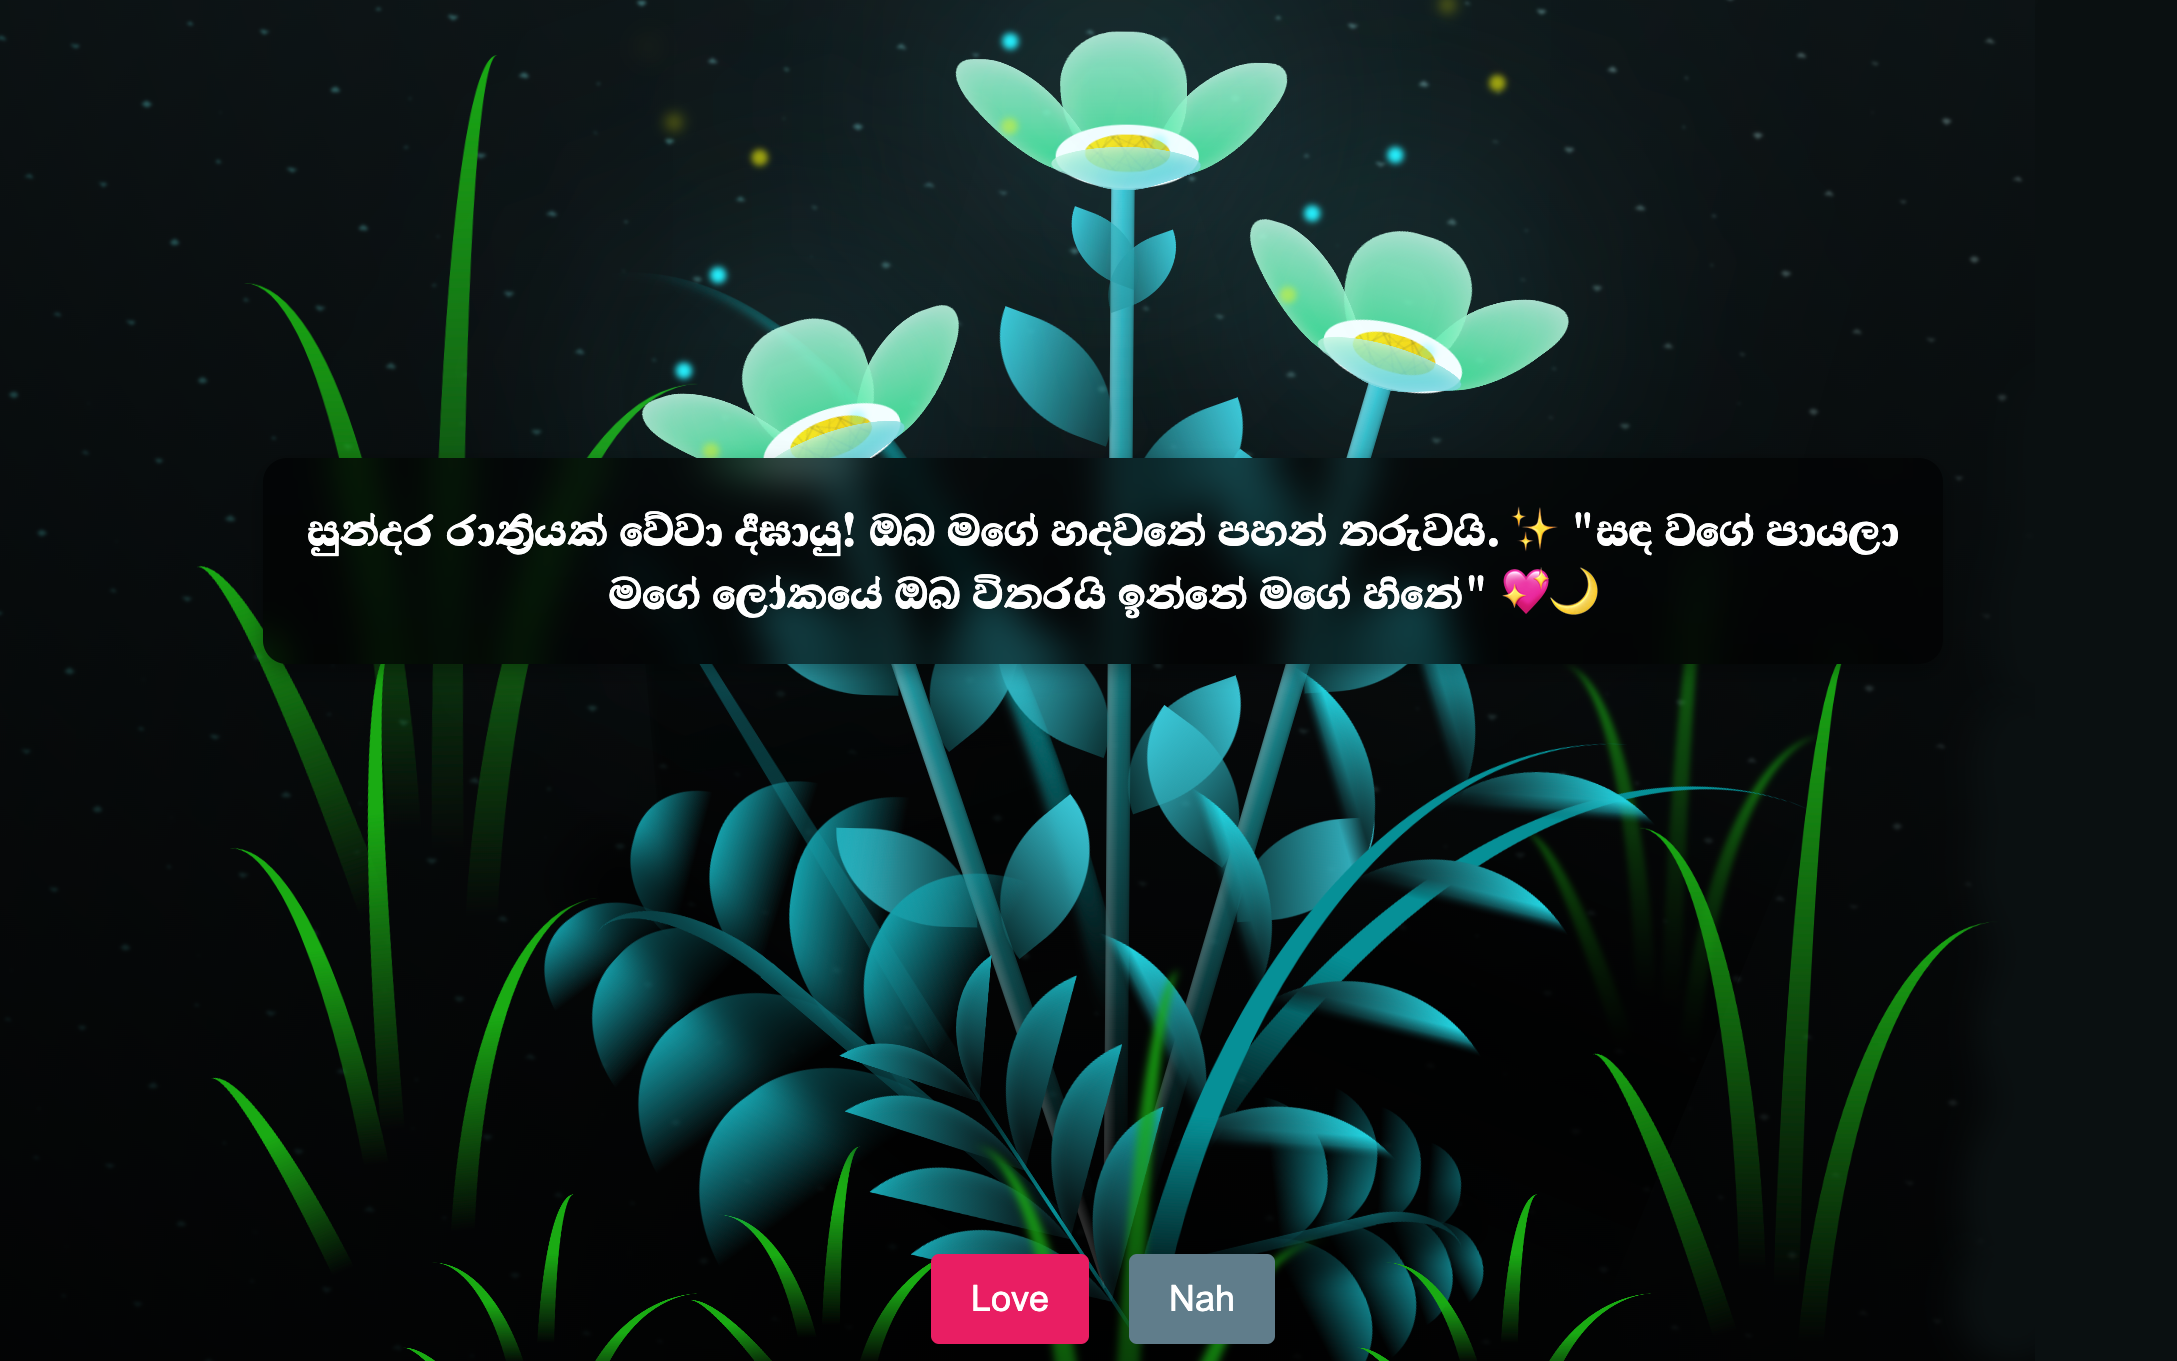 සුන්දර රාත්‍රියක් වේවා දීඝායු! ඔබ මගේ හදවතේ පහන් තරුවයි. ✨ "සඳ වගේ පායලා
මගේ ලෝකයේ ඔබ විතරයි ඉන්නේ මගේ හිතේ" 💖🌙
Love
Nah